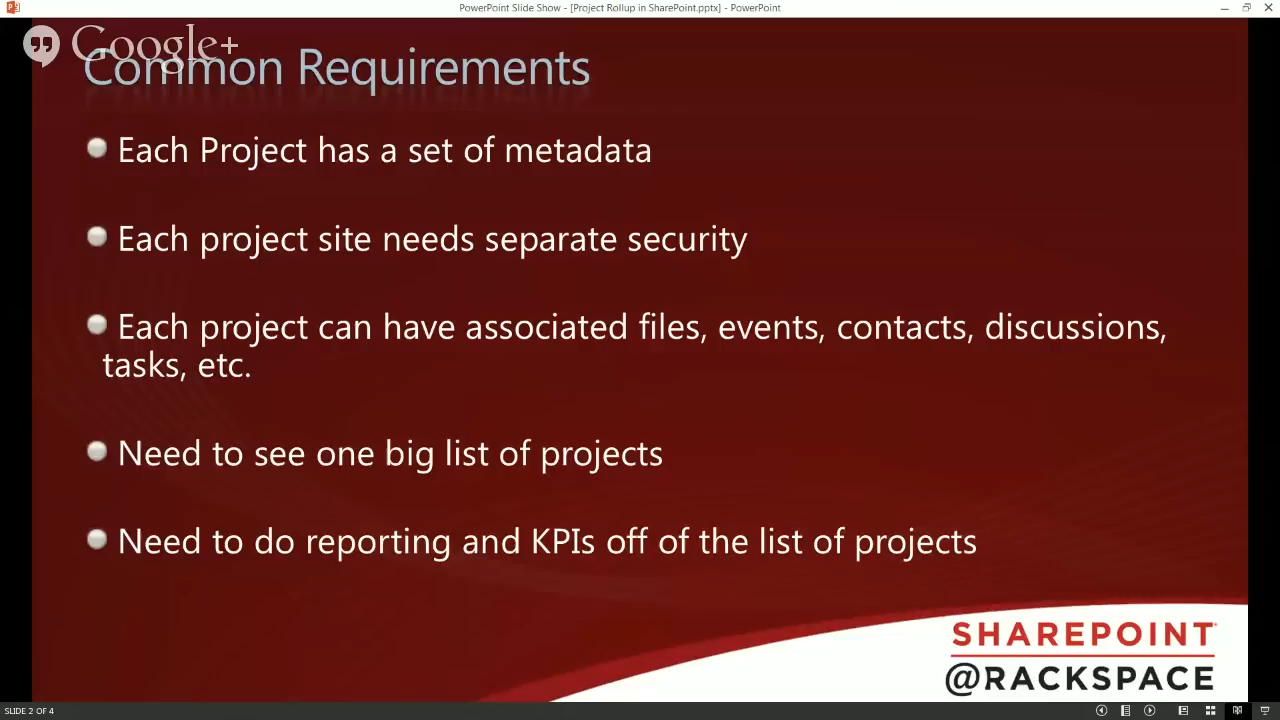 PowerPoint Slide Show - [Project Rollup in SharePoint.pptx] - PowerPoint
Google+
Common Requirements
Each Project has a set of metadata
Each project site needs separate security
Each project can have associated files, events, contacts, discussions,
tasks, etc.
Need to see one big list of projects
Need to do reporting and KPIs off of the list of projects
SHAREPOINT
@RACKSPACE
SLIDE 2 OF 4